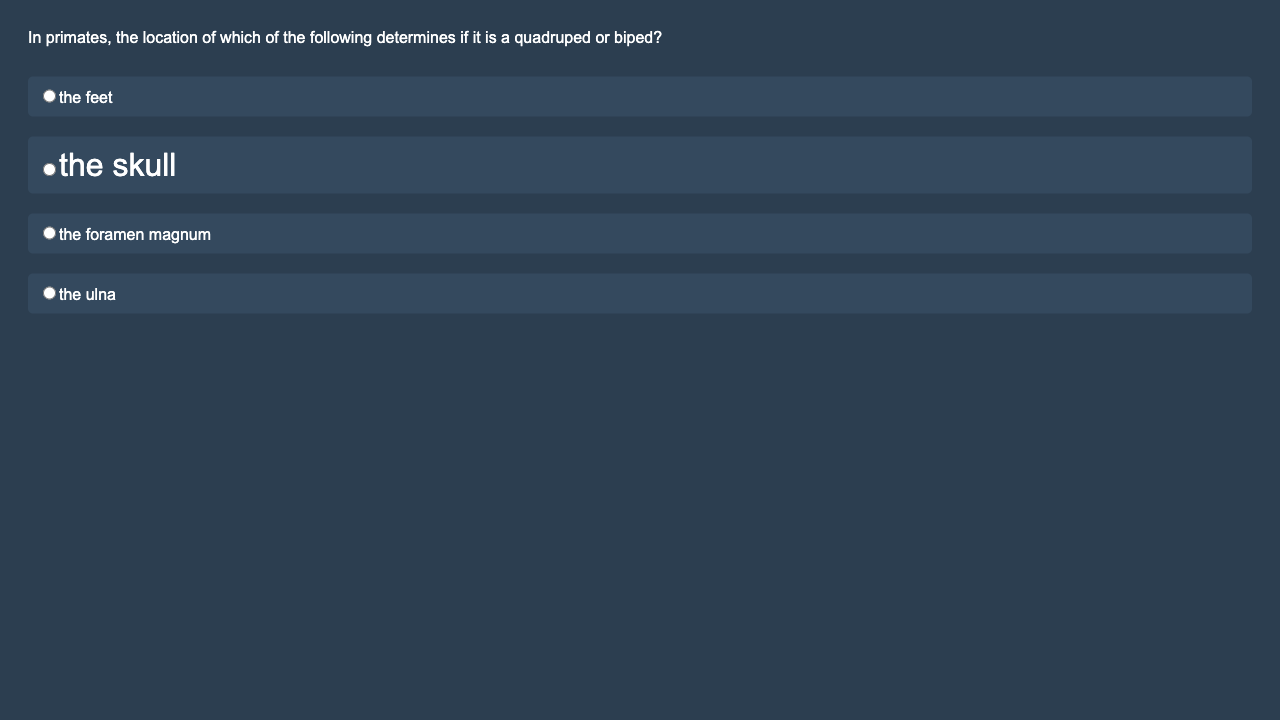 In primates, the location of which of the following determines if it is a quadruped or biped?
the feet
the skull
the foramen magnum
the ulna